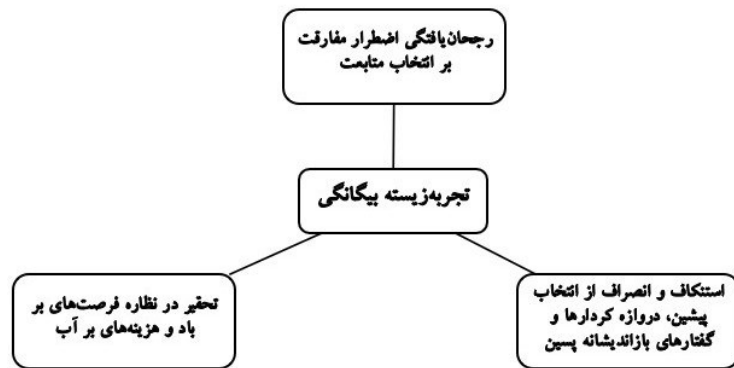 رجحان‌یافتگی اضطرار مفارقت
بر انتخاب متابعت
تجربه‌زیسته بیگانگی
استنکاف و انصراف از انتخاب
پیشین، دروازه کردارها و
گفتارهای بازاندیشانه پسین
تحقیر در نظاره فرصت‌های بر
باد و هزینه‌های بر آب